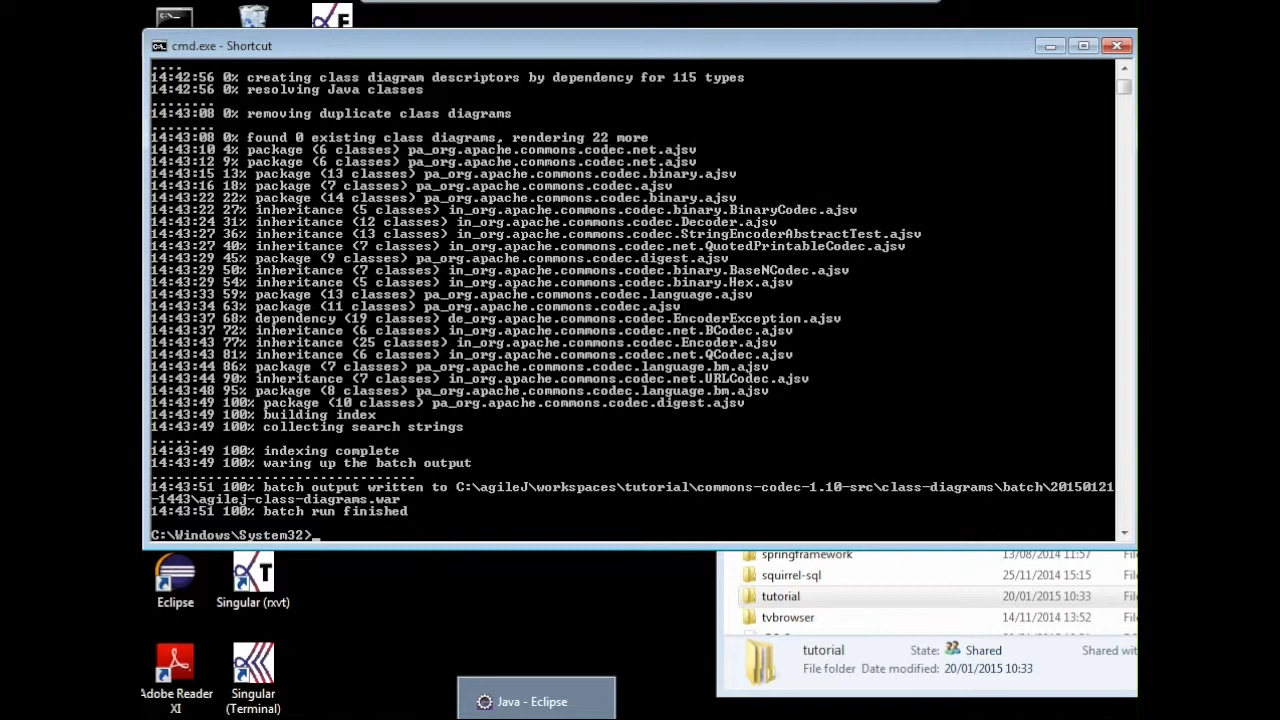 cmd.exe - Shortcut
----
14:42:56 0% creating class diagram descriptors by dependency for 115 types
14:42:56 0% resolving Java classes
--------
14:43:08 0% removing duplicate class diagrams
--------
14:43:08 0% found 0 existing class diagrams, rendering 22 more
14:43:10 4% package (6 classes) pa_org.apache.commons.codec.net.ajsv
14:43:12 9% package (6 classes) pa_org.apache.commons.codec.net.ajsv
14:43:15 13% package (13 classes) pa_org.apache.commons.codec.binary.ajsv
14:43:16 18% package (7 classes) pa_org.apache.commons.codec.ajsv
14:43:22 22% package (14 classes) pa_org.apache.commons.codec.binary.ajsv
14:43:22 27% inheritance (5 classes) in_org.apache.commons.codec.binary.BinaryCodec.ajsv
14:43:24 31% inheritance (12 classes) in_org.apache.commons.codec.Decoder.ajsv
14:43:27 36% inheritance (13 classes) in_org.apache.commons.codec.StringEncoderAbstractTest.ajsv
14:43:27 40% inheritance (7 classes) in_org.apache.commons.codec.net.QuotedPrintableCodec.ajsv
14:43:29 45% package (9 classes) pa_org.apache.commons.codec.digest.ajsv
14:43:29 50% inheritance (7 classes) in_org.apache.commons.codec.binary.BaseNCodec.ajsv
14:43:29 54% inheritance (5 classes) in_org.apache.commons.codec.binary.Hex.ajsv
14:43:33 59% package (13 classes) pa_org.apache.commons.codec.language.ajsv
14:43:34 63% package (11 classes) pa_org.apache.commons.codec.ajsv
14:43:37 68% dependency (19 classes) de_org.apache.commons.codec.EncoderException.ajsv
14:43:37 72% inheritance (6 classes) in_org.apache.commons.codec.net.BCodec.ajsv
14:43:43 77% inheritance (25 classes) in_org.apache.commons.codec.Encoder.ajsv
14:43:43 81% inheritance (6 classes) in_org.apache.commons.codec.net.QCodec.ajsv
14:43:44 86% package (7 classes) pa_org.apache.commons.codec.language.bm.ajsv
14:43:44 90% inheritance (7 classes) in_org.apache.commons.codec.net.URLCodec.ajsv
14:43:48 95% package (8 classes) pa_org.apache.commons.codec.language.bm.ajsv
14:43:49 100% package (10 classes) pa_org.apache.commons.codec.digest.ajsv
14:43:49 100% building index
14:43:49 100% collecting search strings
------
14:43:49 100% indexing complete
14:43:49 100% waring up the batch output
---------------------------------
14:43:51 100% batch output written to C:\agileJ\workspaces\tutorial\commons-codec-1.10-src\class-diagrams\batch\20150121
-1443\agilej-class-diagrams.war
14:43:51 100% batch run finished
C:\Windows\System32>_
springframework 13/08/2014 11:57 File
squirrel-sql 25/11/2014 15:15 File
tutorial 20/01/2015 10:33 File
tvbrowser 14/11/2014 13:52 File
tutorial State: Shared Shared wit
File folder Date modified: 20/01/2015 10:33
Eclipse
Singular (rxvt)
Adobe Reader
XI
Singular
(Terminal)
Java - Eclipse